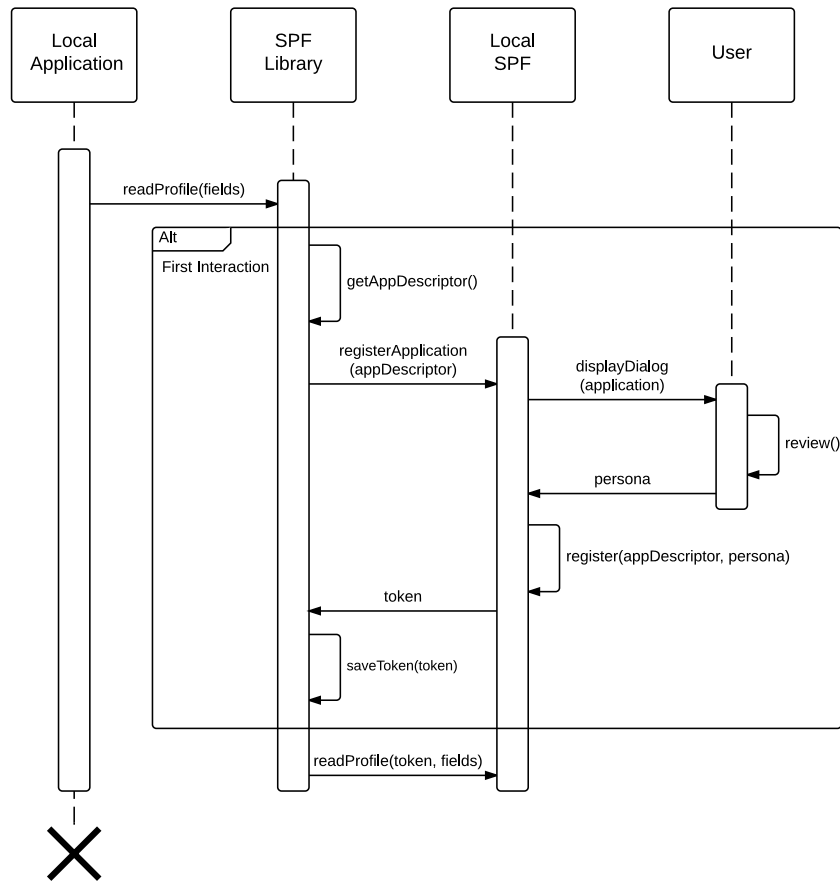 Local
Application
SPF
Library
Local
SPF
User
readProfile(fields)
Alt
First Interaction
getAppDescriptor()
registerApplication
(appDescriptor)
displayDialog
(application)
review()
persona
register(appDescriptor, persona)
token
saveToken(token)
readProfile(token, fields)